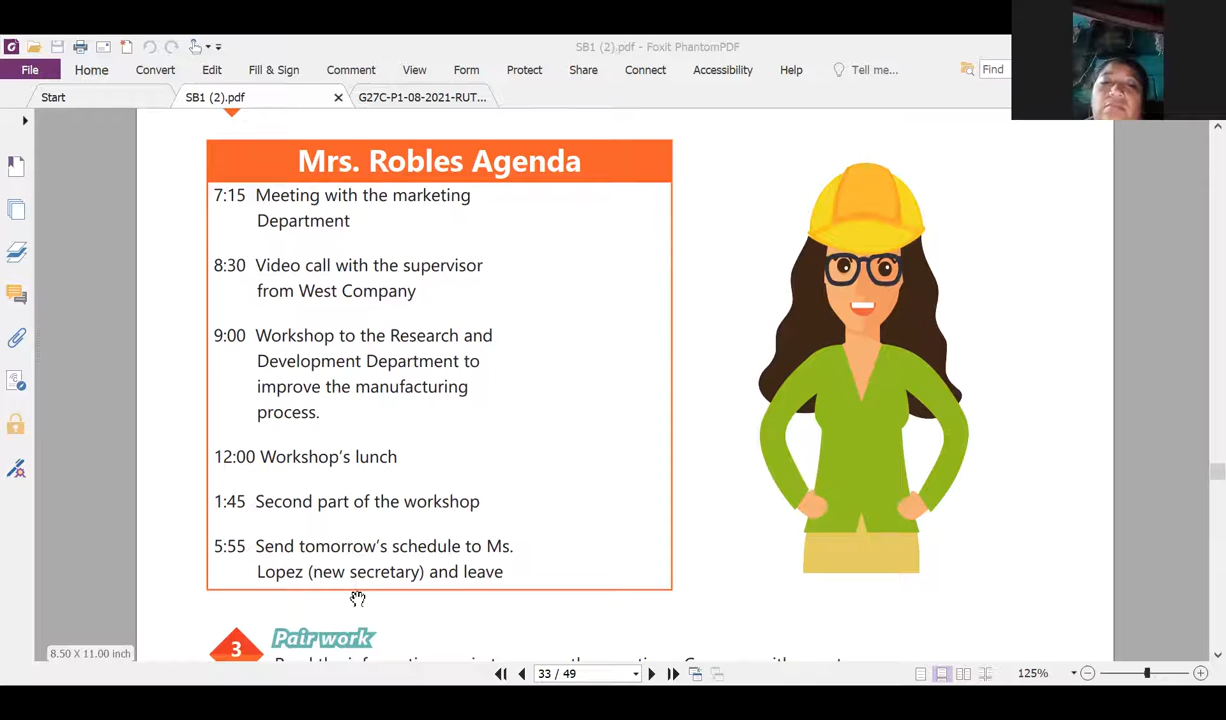 SB1 (2).pdf - Foxit PhantomPDF
File Home Convert Edit Fill & Sign Comment View Form Protect Share Connect Accessibility Help Tell me... Find
Start SB1 (2).pdf G27C-P1-08-2021-RUT...
Mrs. Robles Agenda
7:15 Meeting with the marketing
Department
8:30 Video call with the supervisor
from West Company
9:00 Workshop to the Research and
Development Department to
improve the manufacturing
process.
12:00 Workshop's lunch
1:45 Second part of the workshop
5:55 Send tomorrow's schedule to Ms.
Lopez (new secretary) and leave
3 Pair work
8.50 X 11.00 inch
33 / 49
125%